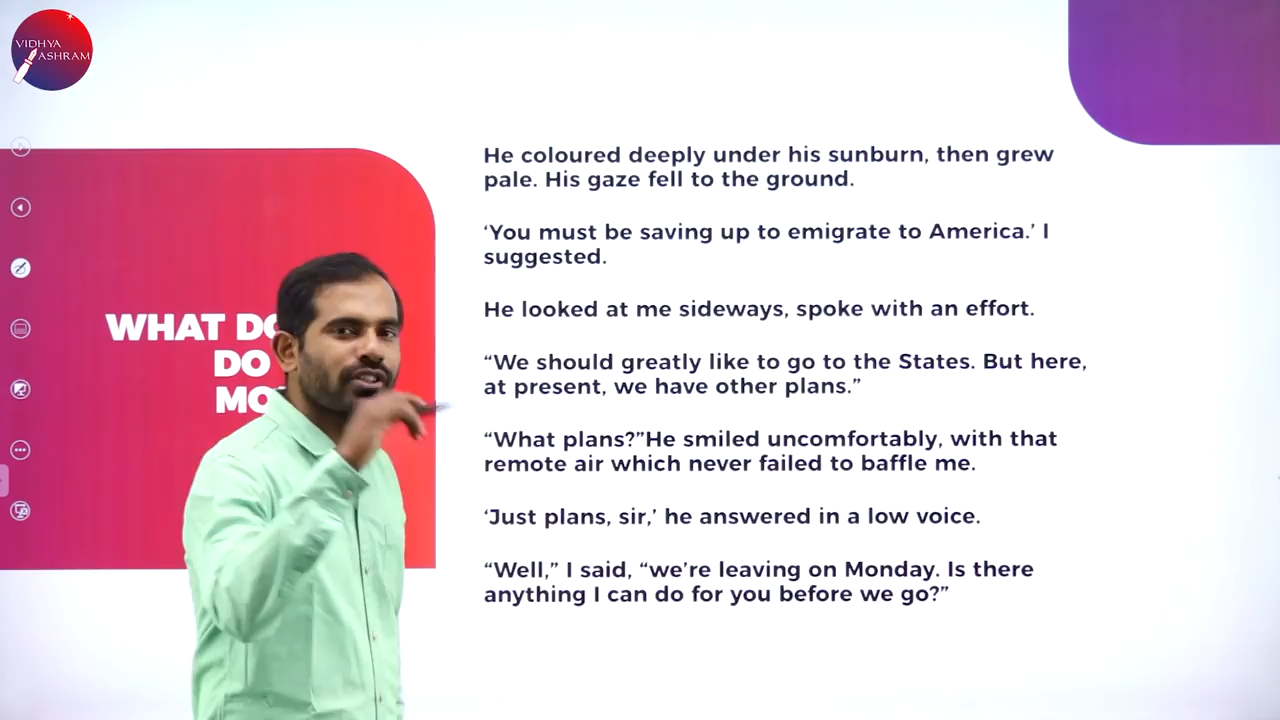 VIDHYA
ASHRAM
WHAT
DO
He coloured deeply under his sunburn, then grew
pale. His gaze fell to the ground.
‘You must be saving up to emigrate to America.’ I
suggested.
He looked at me sideways, spoke with an effort.
“We should greatly like to go to the States. But here,
at present, we have other plans.”
“What plans?”He smiled uncomfortably, with that
remote air which never failed to baffle me.
‘Just plans, sir,’ he answered in a low voice.
“Well,” I said, “we’re leaving on Monday. Is there
anything I can do for you before we go?”